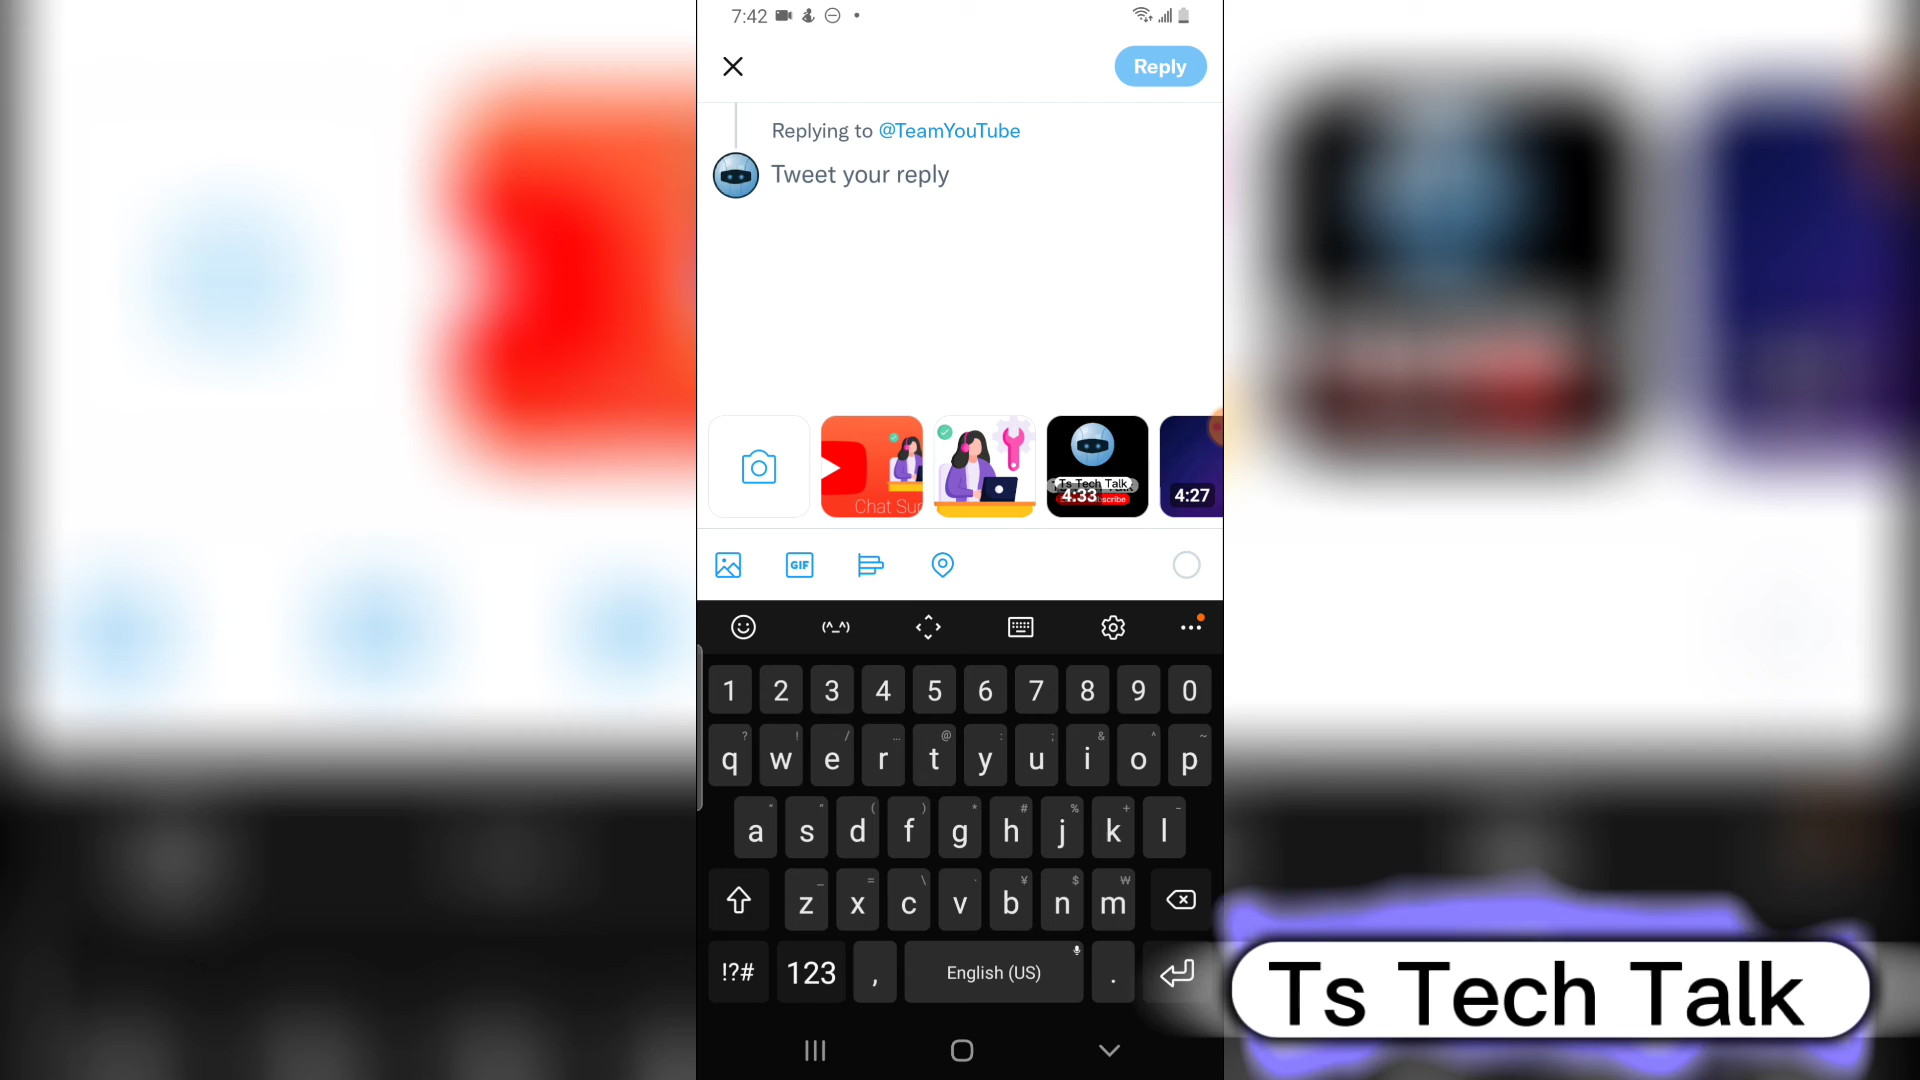 7:42
Reply
Replying to @TeamYouTube
Tweet your reply
Chat Sup
Ts Tech Talk
4:33
4:27
GIF
(^_^)
1 2 3 4 5 6 7 8 9 0
? ! / ... @ : ; & ^ ~
q w e r t y u i o p
" " ( ) * # % + -
a s d f g h j k l
_ = \ · ¥ $ ₩
z x c v b n m
!?# 123 , English (US) .
Ts Tech Talk